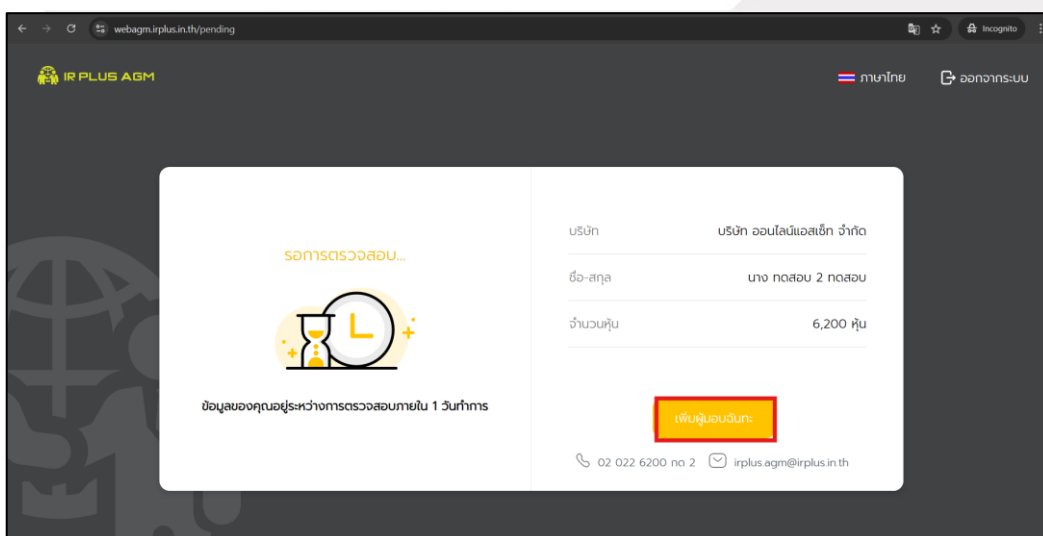 webagm.irplus.in.th/pending
Incognito
IR PLUS AGM
ภาษาไทย
ออกจากระบบ
รอการตรวจสอบ...
ข้อมูลของคุณอยู่ระหว่างการตรวจสอบภายใน 1 วันทำการ
บริษัท บริษัท ออนไลน์แอสเซ็ท จำกัด
ชื่อ-สกุล นาง ทดสอบ 2 ทดสอบ
จำนวนหุ้น 6,200 หุ้น
เพิ่มผู้มอบฉันทะ
02 022 6200 กด 2 irplus.agm@irplus.in.th